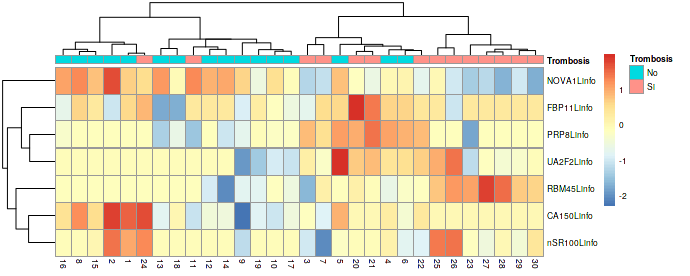 Trombosis
NOVA1Linfo
FBP11Linfo
PRP8Linfo
UA2F2Linfo
RBM45Linfo
CA150Linfo
nSR100Linfo
16 8 15 2 1 24 13 18 11 12 14 9 19 10 17 3 7 5 20 21 4 6 22 25 26 23 27 28 29 30
1
0
-1
-2
Trombosis
No
Si